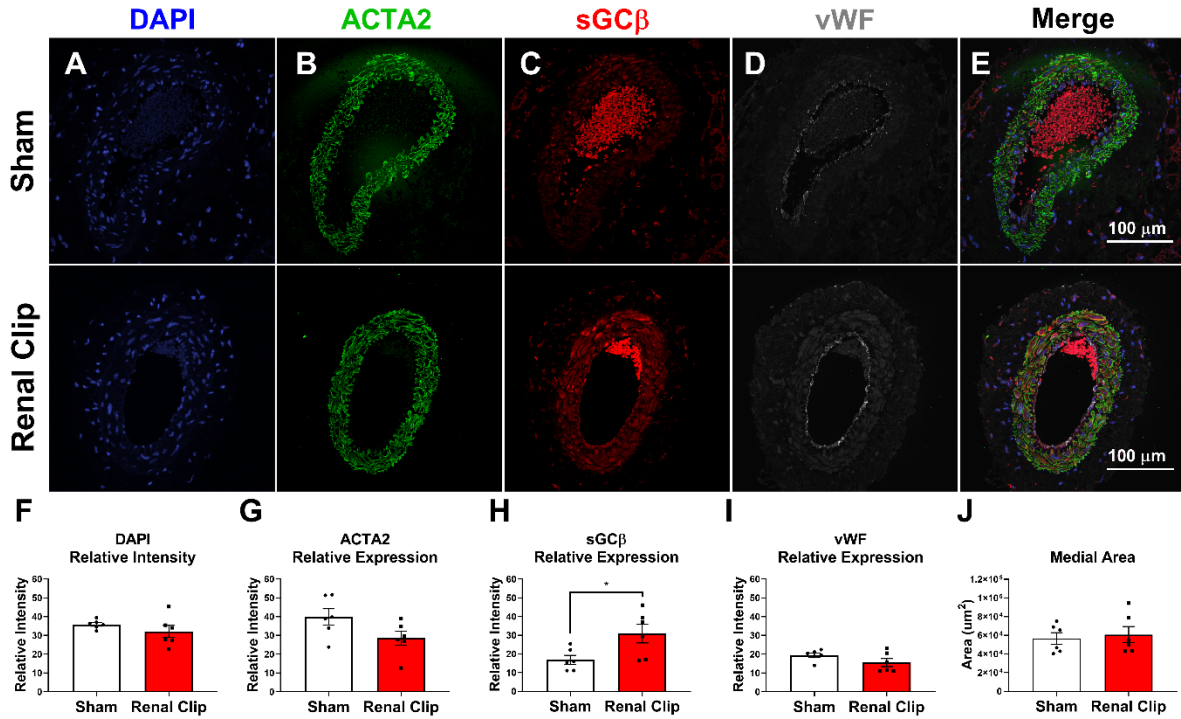 DAPI ACTA2 sGCβ vWF Merge
Sham
A B C D E
100 μm
Renal Clip
100 μm
F G H I J
DAPI
Relative Intensity
Relative Intensity
60
50
40
30
20
10
0
Sham Renal Clip
ACTA2
Relative Expression
Relative Intensity
60
50
40
30
20
10
0
Sham Renal Clip
sGCβ
Relative Expression
Relative Intensity
60
50
40
30
20
10
0
*
Sham Renal Clip
vWF
Relative Expression
Relative Intensity
60
50
40
30
20
10
0
Sham Renal Clip
Medial Area
Area (um²)
1.2×10⁵
1.0×10⁵
8×10⁴
6×10⁴
4×10⁴
2×10⁴
0
Sham Renal Clip